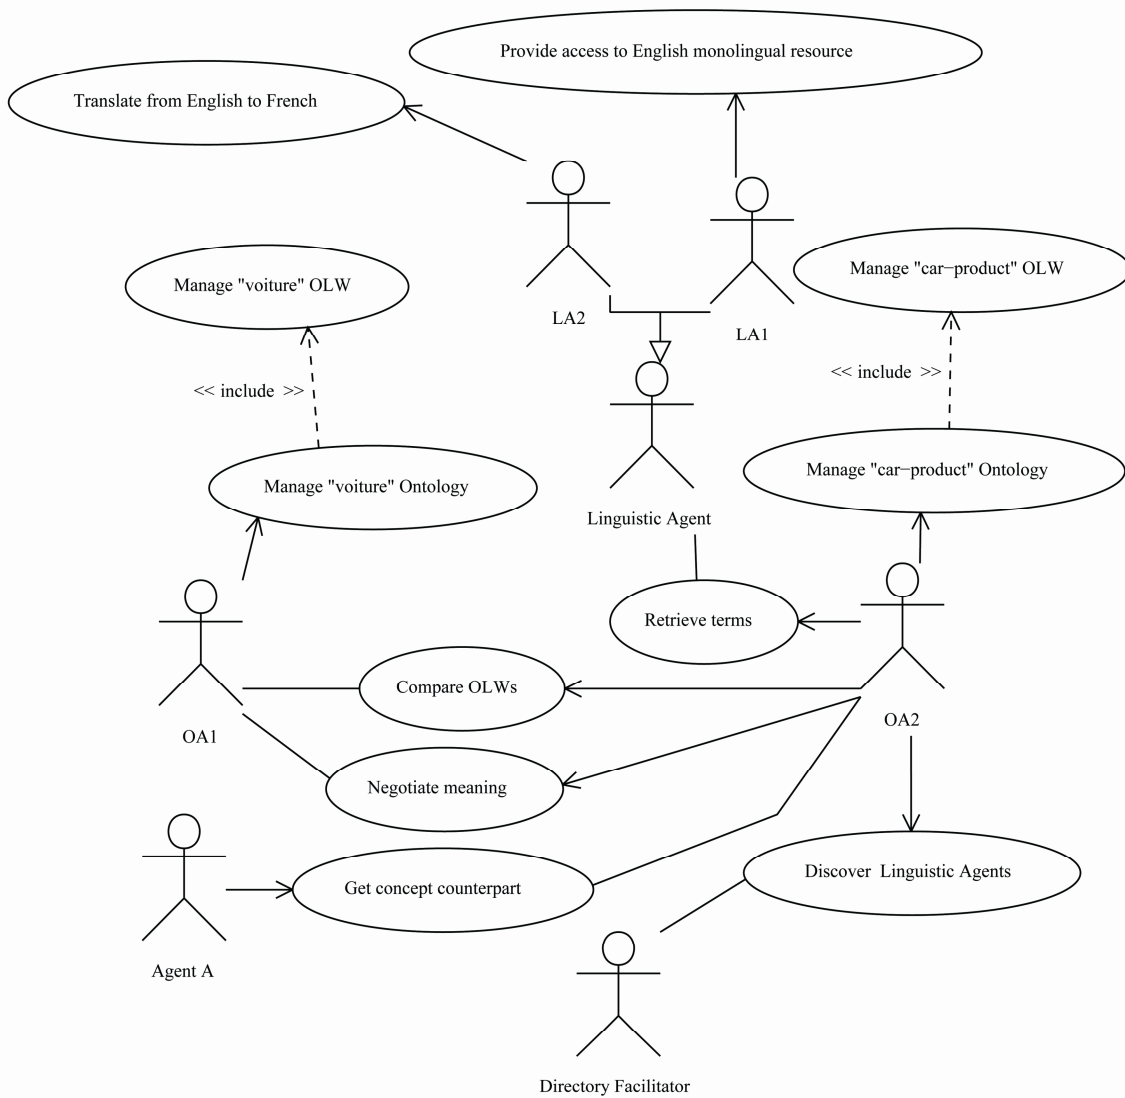 Provide access to English monolingual resource
Translate from English to French
Manage "voiture" OLW
Manage "car−product" OLW
LA2
LA1
<< include >>
<< include >>
Manage "car−product" Ontology
Manage "voiture" Ontology
Linguistic Agent
Retrieve terms
Compare OLWs
OA2
OA1
Negotiate meaning
Discover Linguistic Agents
Get concept counterpart
Agent A
Directory Facilitator